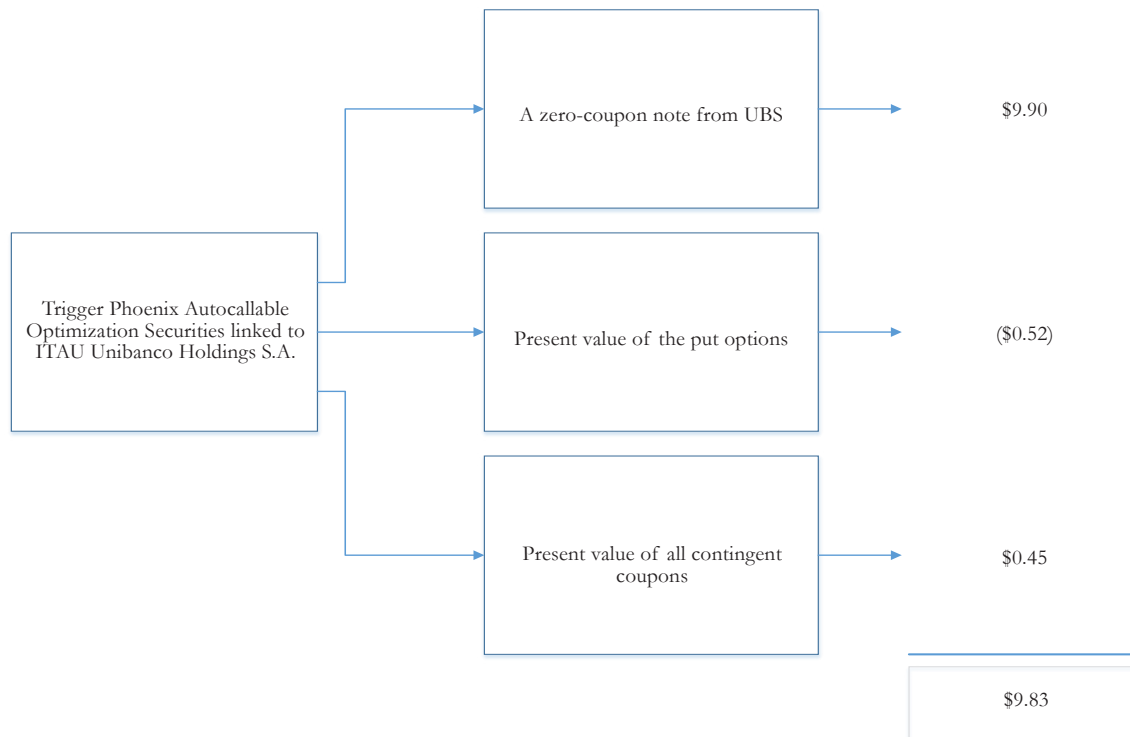 A zero-coupon note from UBS
$9.90
Trigger Phoenix Autocallable
Optimization Securities linked to
ITAU Unibanco Holdings S.A.
Present value of the put options
($0.52)
Present value of all contingent
coupons
$0.45
$9.83